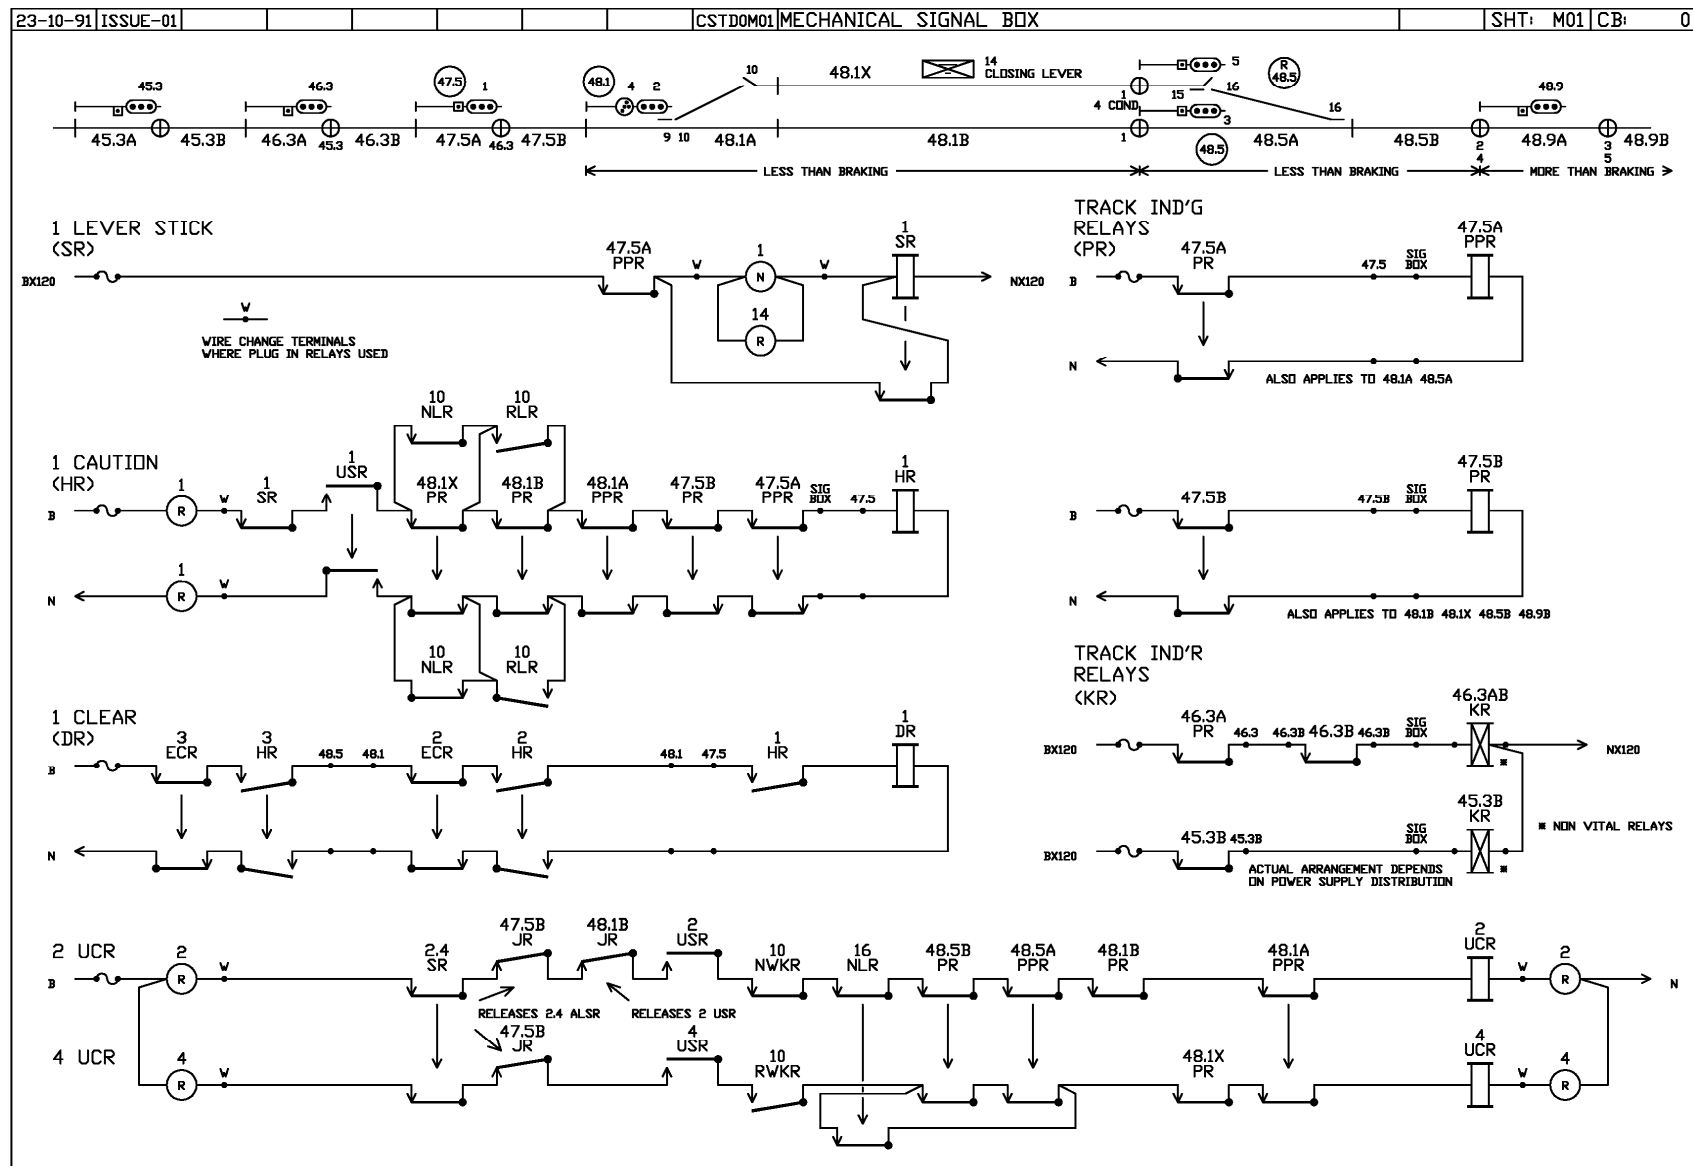 23-10-91 ISSUE-01 CSTD0M01 MECHANICAL SIGNAL BOX SHT: M01 CB: 0
45.3 46.3 47.5 1 48.1 4 2 10 48.1X 14 CLOSING LEVER 5 R 48.5 48.9
1 15 16 16
4 COND
3
45.3A 45.3B 46.3A 45.3 46.3B 47.5A 46.3 47.5B 9 10 48.1A 48.1B 1 48.5 48.5A 48.5B 2 4 48.9A 3 5 48.9B
LESS THAN BRAKING LESS THAN BRAKING MORE THAN BRAKING
1 LEVER STICK
(SR)
BX120
47.5A PPR
W
1
N
W
1
SR
NX120
14
R
W
WIRE CHANGE TERMINALS
WHERE PLUG IN RELAYS USED
TRACK IND'G
RELAYS
(PR)
B
47.5A
PR
47.5
SIG
BOX
47.5A
PPR
N
ALSO APPLIES TO 48.1A 48.5A
1 CAUTION
(HR)
10
NLR
10
RLR
B
1
R
W
1
SR
1
USR
48.1X
PR
48.1B
PR
48.1A
PPR
47.5B
PR
47.5A
PPR
SIG
BOX
47.5
1
HR
N
1
R
W
10
NLR
10
RLR
B
47.5B
47.5B
SIG
BOX
47.5B
PR
N
ALSO APPLIES TO 48.1B 48.1X 48.5B 48.9B
1 CLEAR
(DR)
B
3
ECR
3
HR
48.5 48.1
2
ECR
2
HR
48.1 47.5
1
HR
1
DR
N
TRACK IND'R
RELAYS
(KR)
BX120
46.3A
PR
46.3 46.3B 46.3B 46.3B
SIG
BOX
46.3AB
KR
*
NX120
BX120
45.3B 45.3B
SIG
BOX
45.3B
KR
*
* NON VITAL RELAYS
ACTUAL ARRANGEMENT DEPENDS
ON POWER SUPPLY DISTRIBUTION
2 UCR
B
2
R
W
2.4
SR
47.5B
JR
48.1B
JR
2
USR
10
NWKR
16
NLR
48.5B
PR
48.5A
PPR
48.1B
PR
48.1A
PPR
2
UCR
W
2
R
N
RELEASES 2.4 ALSR
RELEASES 2 USR
4 UCR
4
R
W
47.5B
JR
4
USR
10
RWKR
48.1X
PR
4
UCR
W
4
R